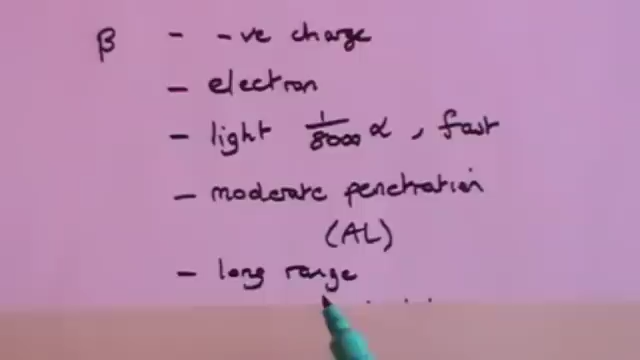 β - -ve charge
- electron
- light 1/8000 α, fast
- moderate penetration
(AL)
- long range